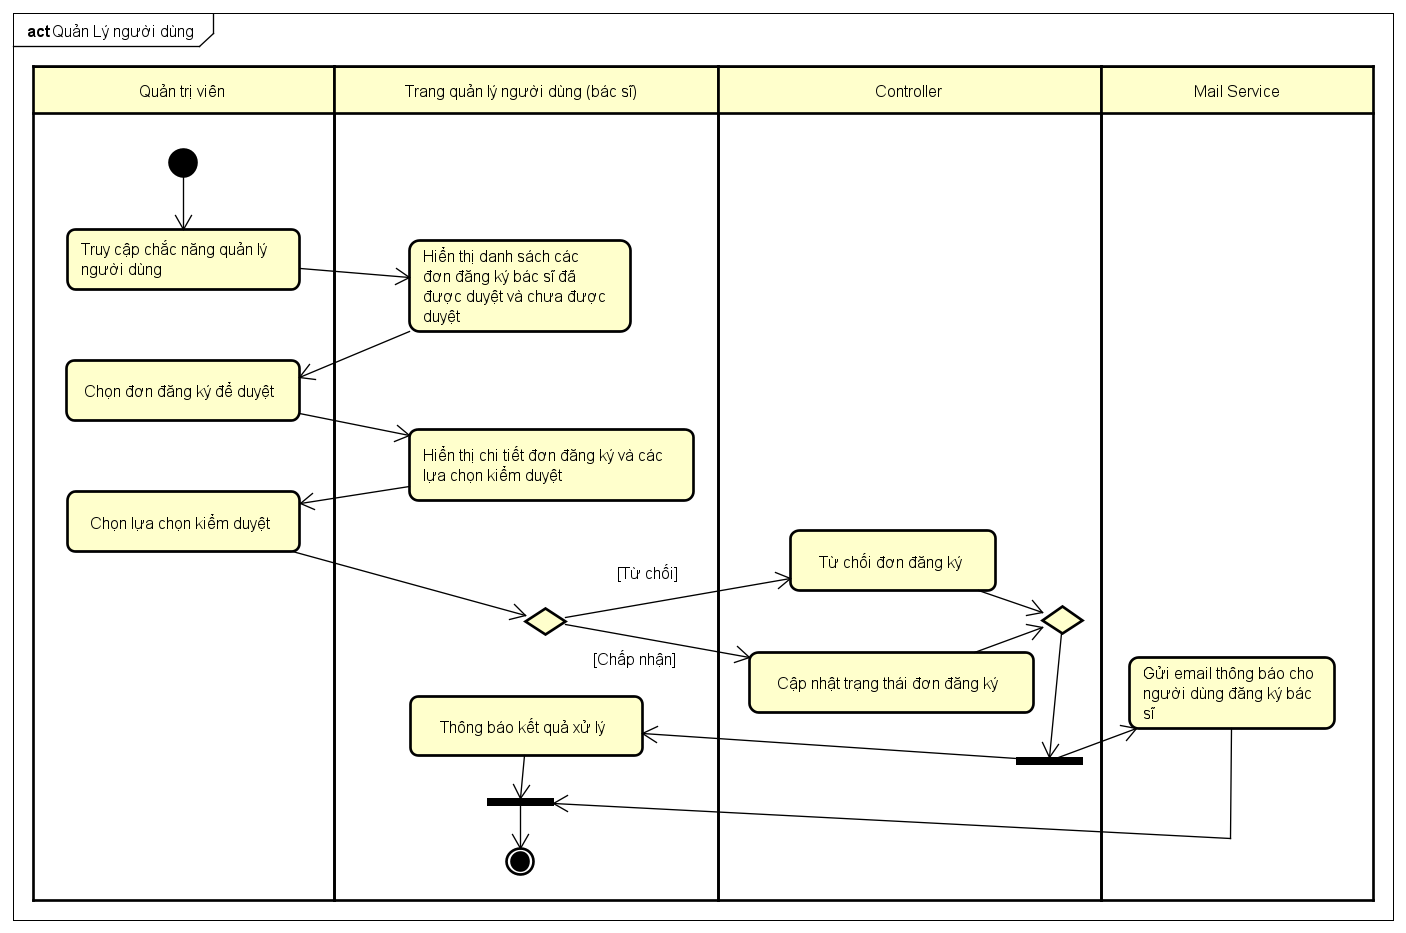 act Quản Lý người dùng
Quản trị viên
Trang quản lý người dùng (bác sĩ)
Controller
Mail Service
Truy cập chắc năng quản lý
người dùng
Hiển thị danh sách các
đơn đăng ký bác sĩ đã
được duyệt và chưa được
duyệt
Chọn đơn đăng ký để duyệt
Hiển thị chi tiết đơn đăng ký và các
lựa chọn kiểm duyệt
Chọn lựa chọn kiểm duyệt
[Từ chối]
Từ chối đơn đăng ký
[Chấp nhận]
Cập nhật trạng thái đơn đăng ký
Gửi email thông báo cho
người dùng đăng ký bác
sĩ
Thông báo kết quả xử lý